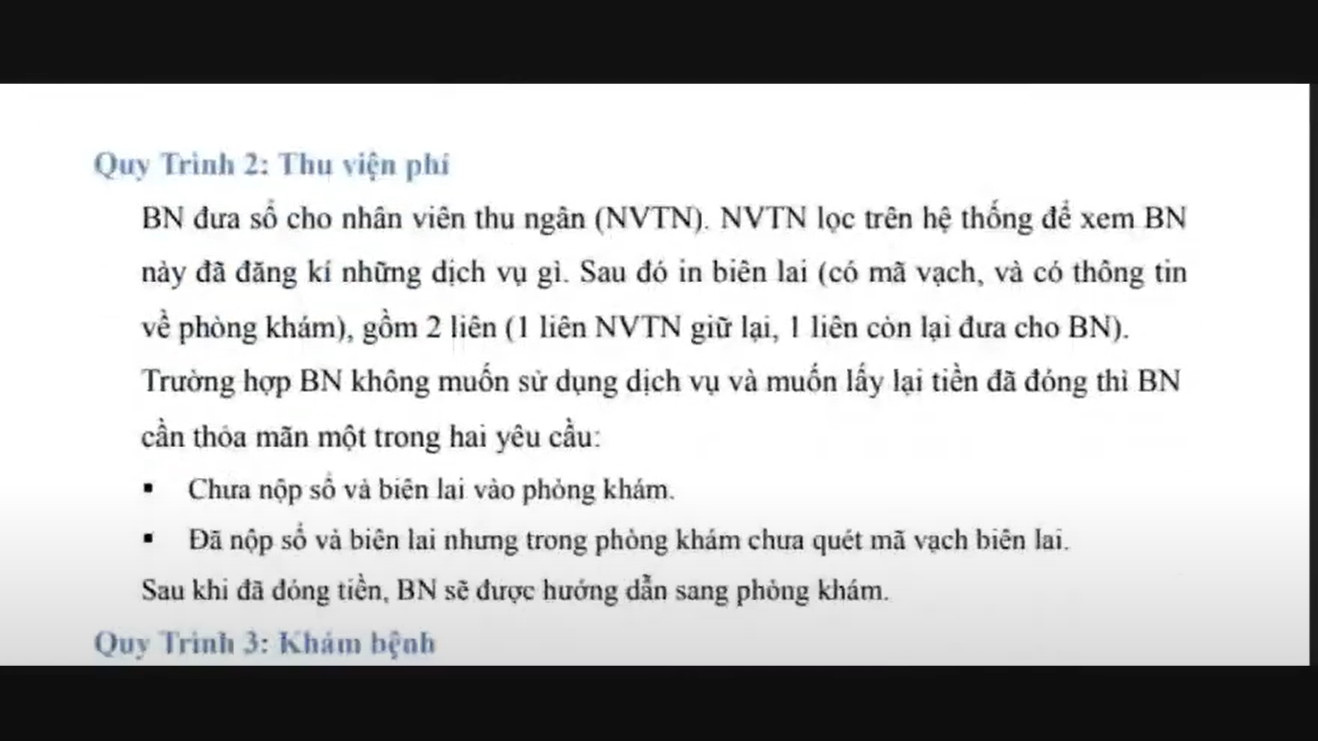 Quy Trình 2: Thu viện phí
BN đưa sổ cho nhân viên thu ngân (NVTN). NVTN lọc trên hệ thống để xem BN
này đã đăng kí những dịch vụ gì. Sau đó in biên lai (có mã vạch, và có thông tin
về phòng khám), gồm 2 liên (1 liên NVTN giữ lại, 1 liên còn lại đưa cho BN).
Trường hợp BN không muốn sử dụng dịch vụ và muốn lấy lại tiền đã đóng thì BN
cần thỏa mãn một trong hai yêu cầu:
▪ Chưa nộp sổ và biên lai vào phòng khám.
▪ Đã nộp sổ và biên lai nhưng trong phòng khám chưa quét mã vạch biên lai.
Sau khi đã đóng tiền, BN sẽ được hướng dẫn sang phòng khám.
Quy Trình 3: Khám bệnh